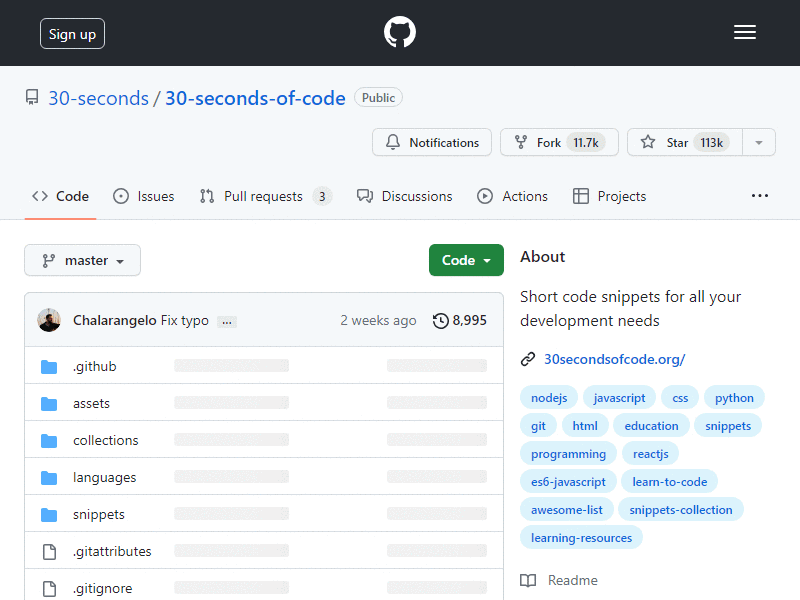 Sign up
30-seconds / 30-seconds-of-code Public
Notifications Fork 11.7k Star 113k
Code Issues Pull requests 3 Discussions Actions Projects
master Code
Chalarangelo Fix typo ... 2 weeks ago 8,995
.github
assets
collections
languages
snippets
.gitattributes
.gitignore
About
Short code snippets for all your
development needs
30secondsofcode.org/
nodejs javascript css python
git html education snippets
programming reactjs
es6-javascript learn-to-code
awesome-list snippets-collection
learning-resources
Readme